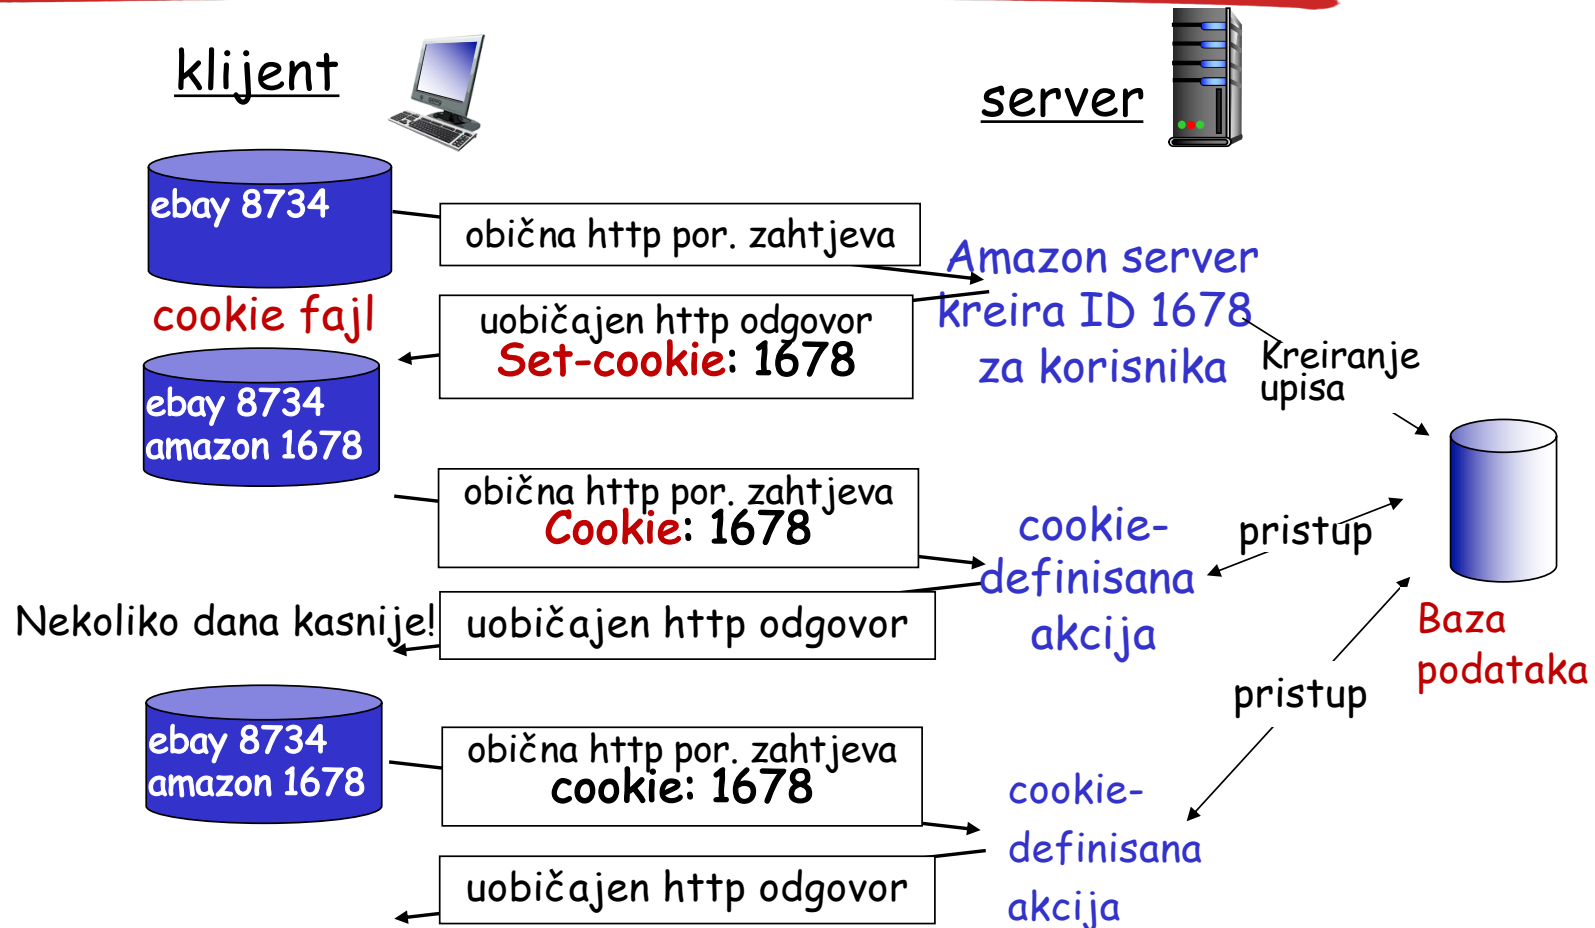 klijent
server
ebay 8734
obična http por. zahtjeva
cookie fajl
Amazon server
kreira ID 1678
za korisnika
uobičajen http odgovor
Set-cookie: 1678
Kreiranje
upisa
ebay 8734
amazon 1678
obična http por. zahtjeva
Cookie: 1678
cookie-
definisana
akcija
pristup
Nekoliko dana kasnije!
uobičajen http odgovor
Baza
podataka
pristup
ebay 8734
amazon 1678
obična http por. zahtjeva
cookie: 1678
cookie-
definisana
akcija
uobičajen http odgovor